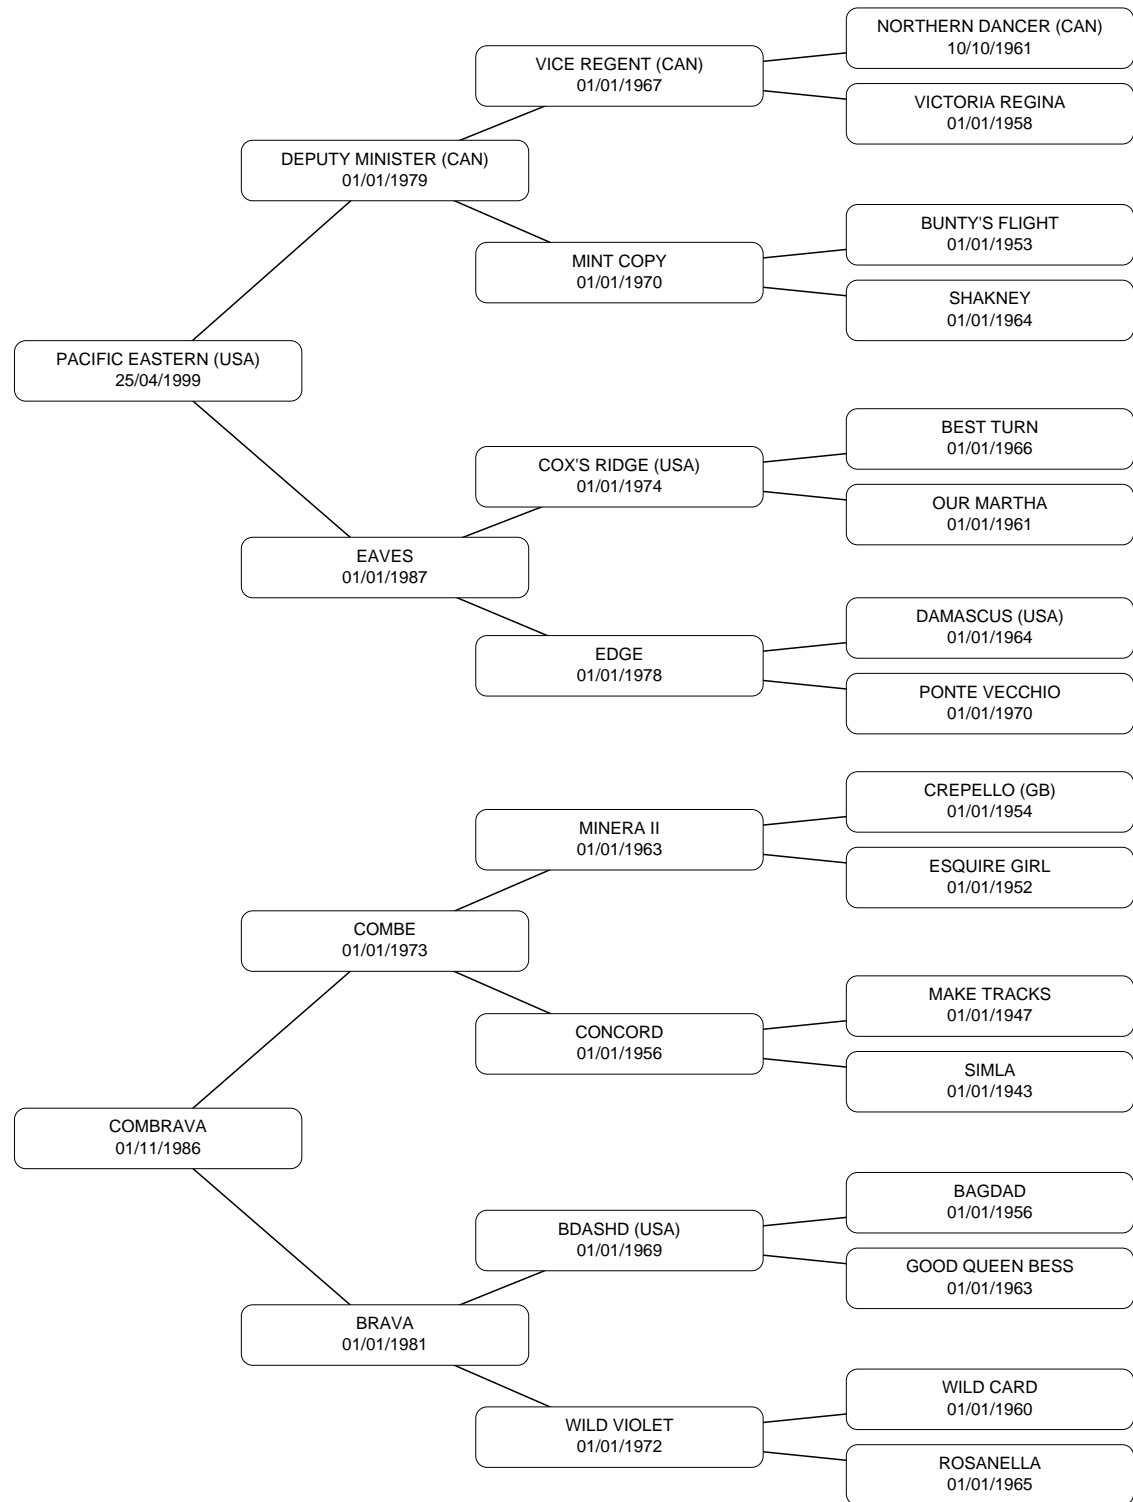 NORTHERN DANCER (CAN)
10/10/1961
VICE REGENT (CAN)
01/01/1967
VICTORIA REGINA
01/01/1958
DEPUTY MINISTER (CAN)
01/01/1979
BUNTY'S FLIGHT
01/01/1953
MINT COPY
01/01/1970
SHAKNEY
01/01/1964
PACIFIC EASTERN (USA)
25/04/1999
BEST TURN
01/01/1966
COX'S RIDGE (USA)
01/01/1974
OUR MARTHA
01/01/1961
EAVES
01/01/1987
DAMASCUS (USA)
01/01/1964
EDGE
01/01/1978
PONTE VECCHIO
01/01/1970
CREPELLO (GB)
01/01/1954
MINERA II
01/01/1963
ESQUIRE GIRL
01/01/1952
COMBE
01/01/1973
MAKE TRACKS
01/01/1947
CONCORD
01/01/1956
SIMLA
01/01/1943
COMBRAVA
01/11/1986
BAGDAD
01/01/1956
BDASHD (USA)
01/01/1969
GOOD QUEEN BESS
01/01/1963
BRAVA
01/01/1981
WILD CARD
01/01/1960
WILD VIOLET
01/01/1972
ROSANELLA
01/01/1965